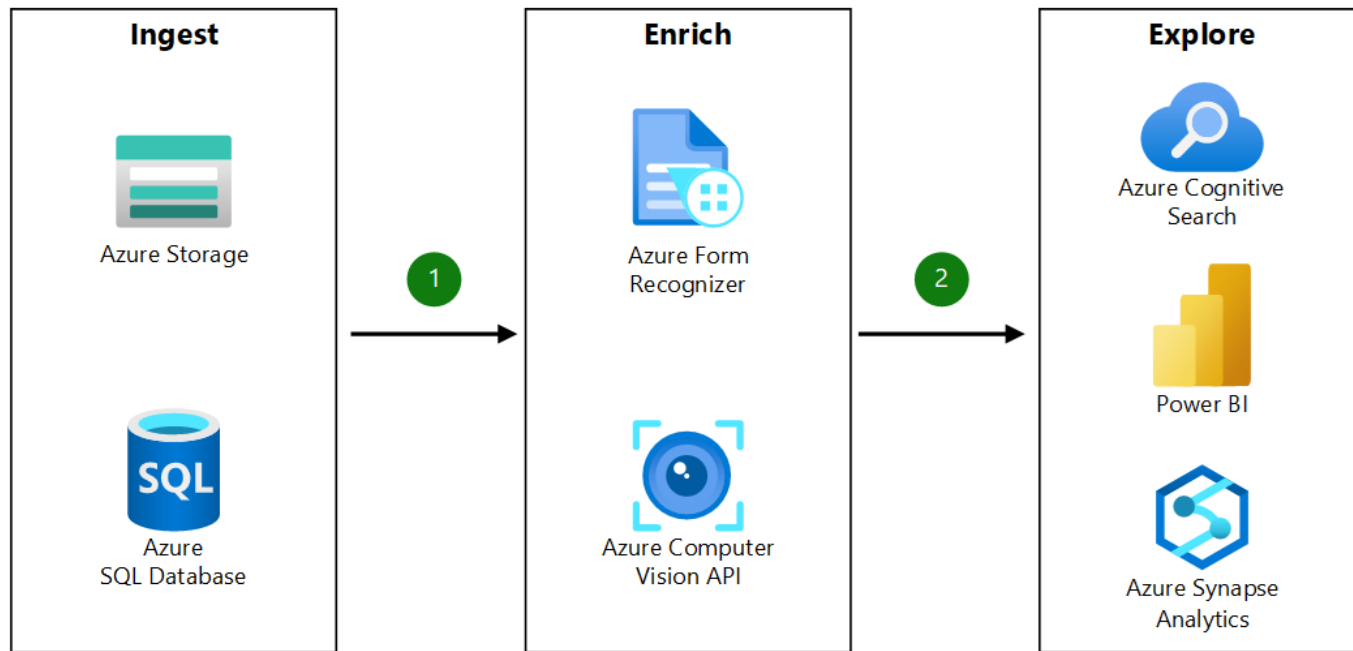 Ingest
Azure Storage
SQL
Azure
SQL Database
1
Enrich
Azure Form
Recognizer
Azure Computer
Vision API
2
Explore
Azure Cognitive
Search
Power BI
Azure Synapse
Analytics